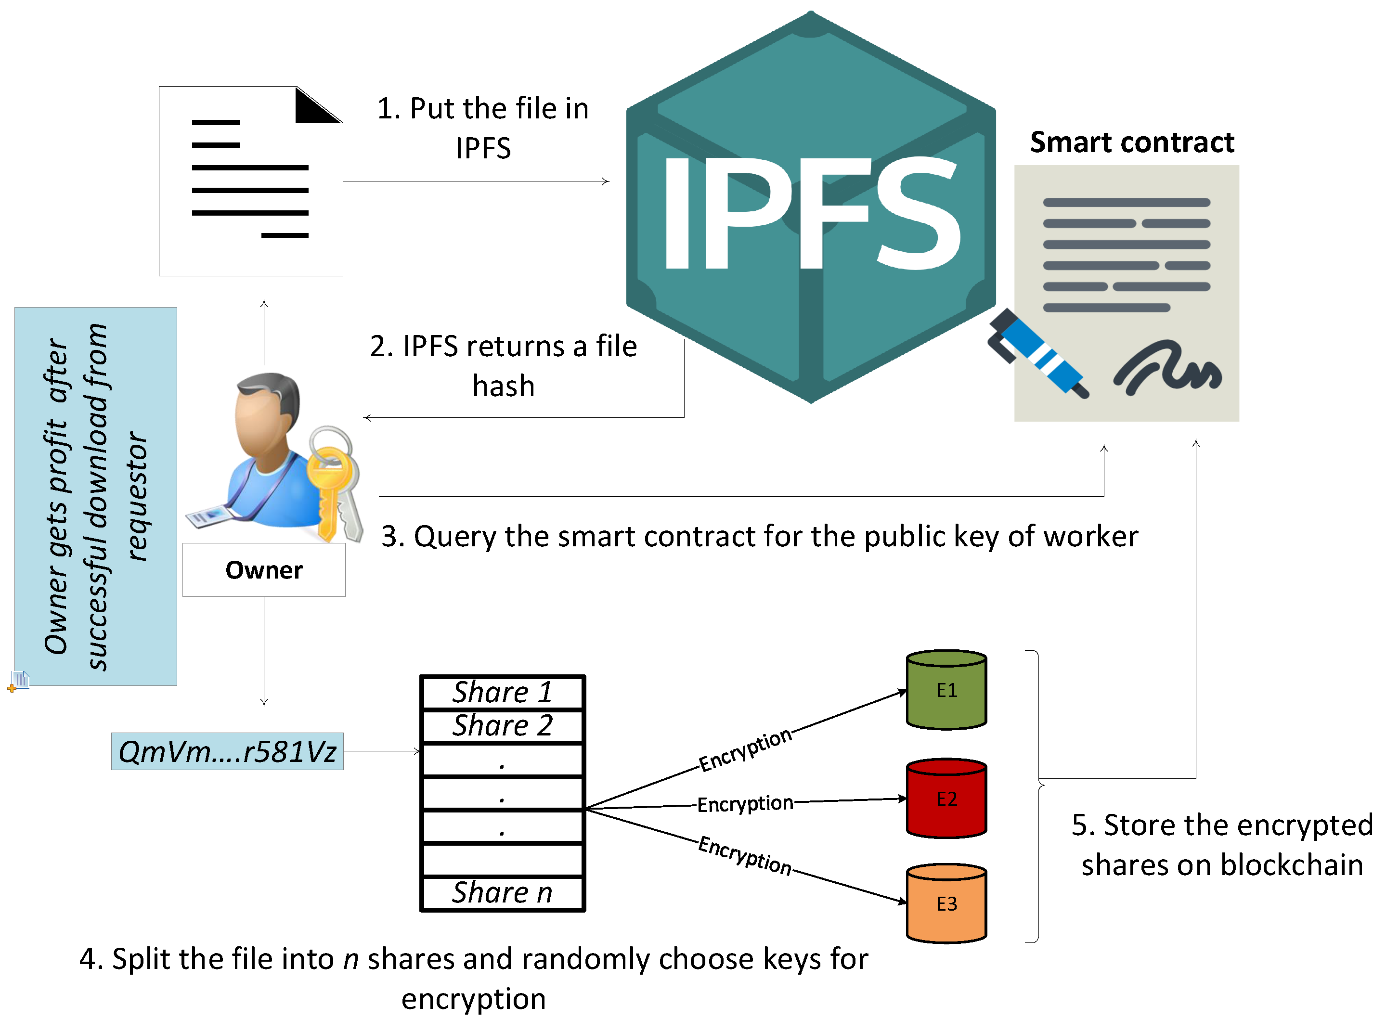 1. Put the file in
IPFS
IPFS
Smart contract
2. IPFS returns a file
hash
Owner gets profit after
successful download from
requestor
3. Query the smart contract for the public key of worker
Owner
QmVm....r581Vz
Share 1
Share 2
.
.
.
Share n
Encryption
Encryption
Encryption
E1
E2
E3
5. Store the encrypted
shares on blockchain
4. Split the file into n shares and randomly choose keys for
encryption